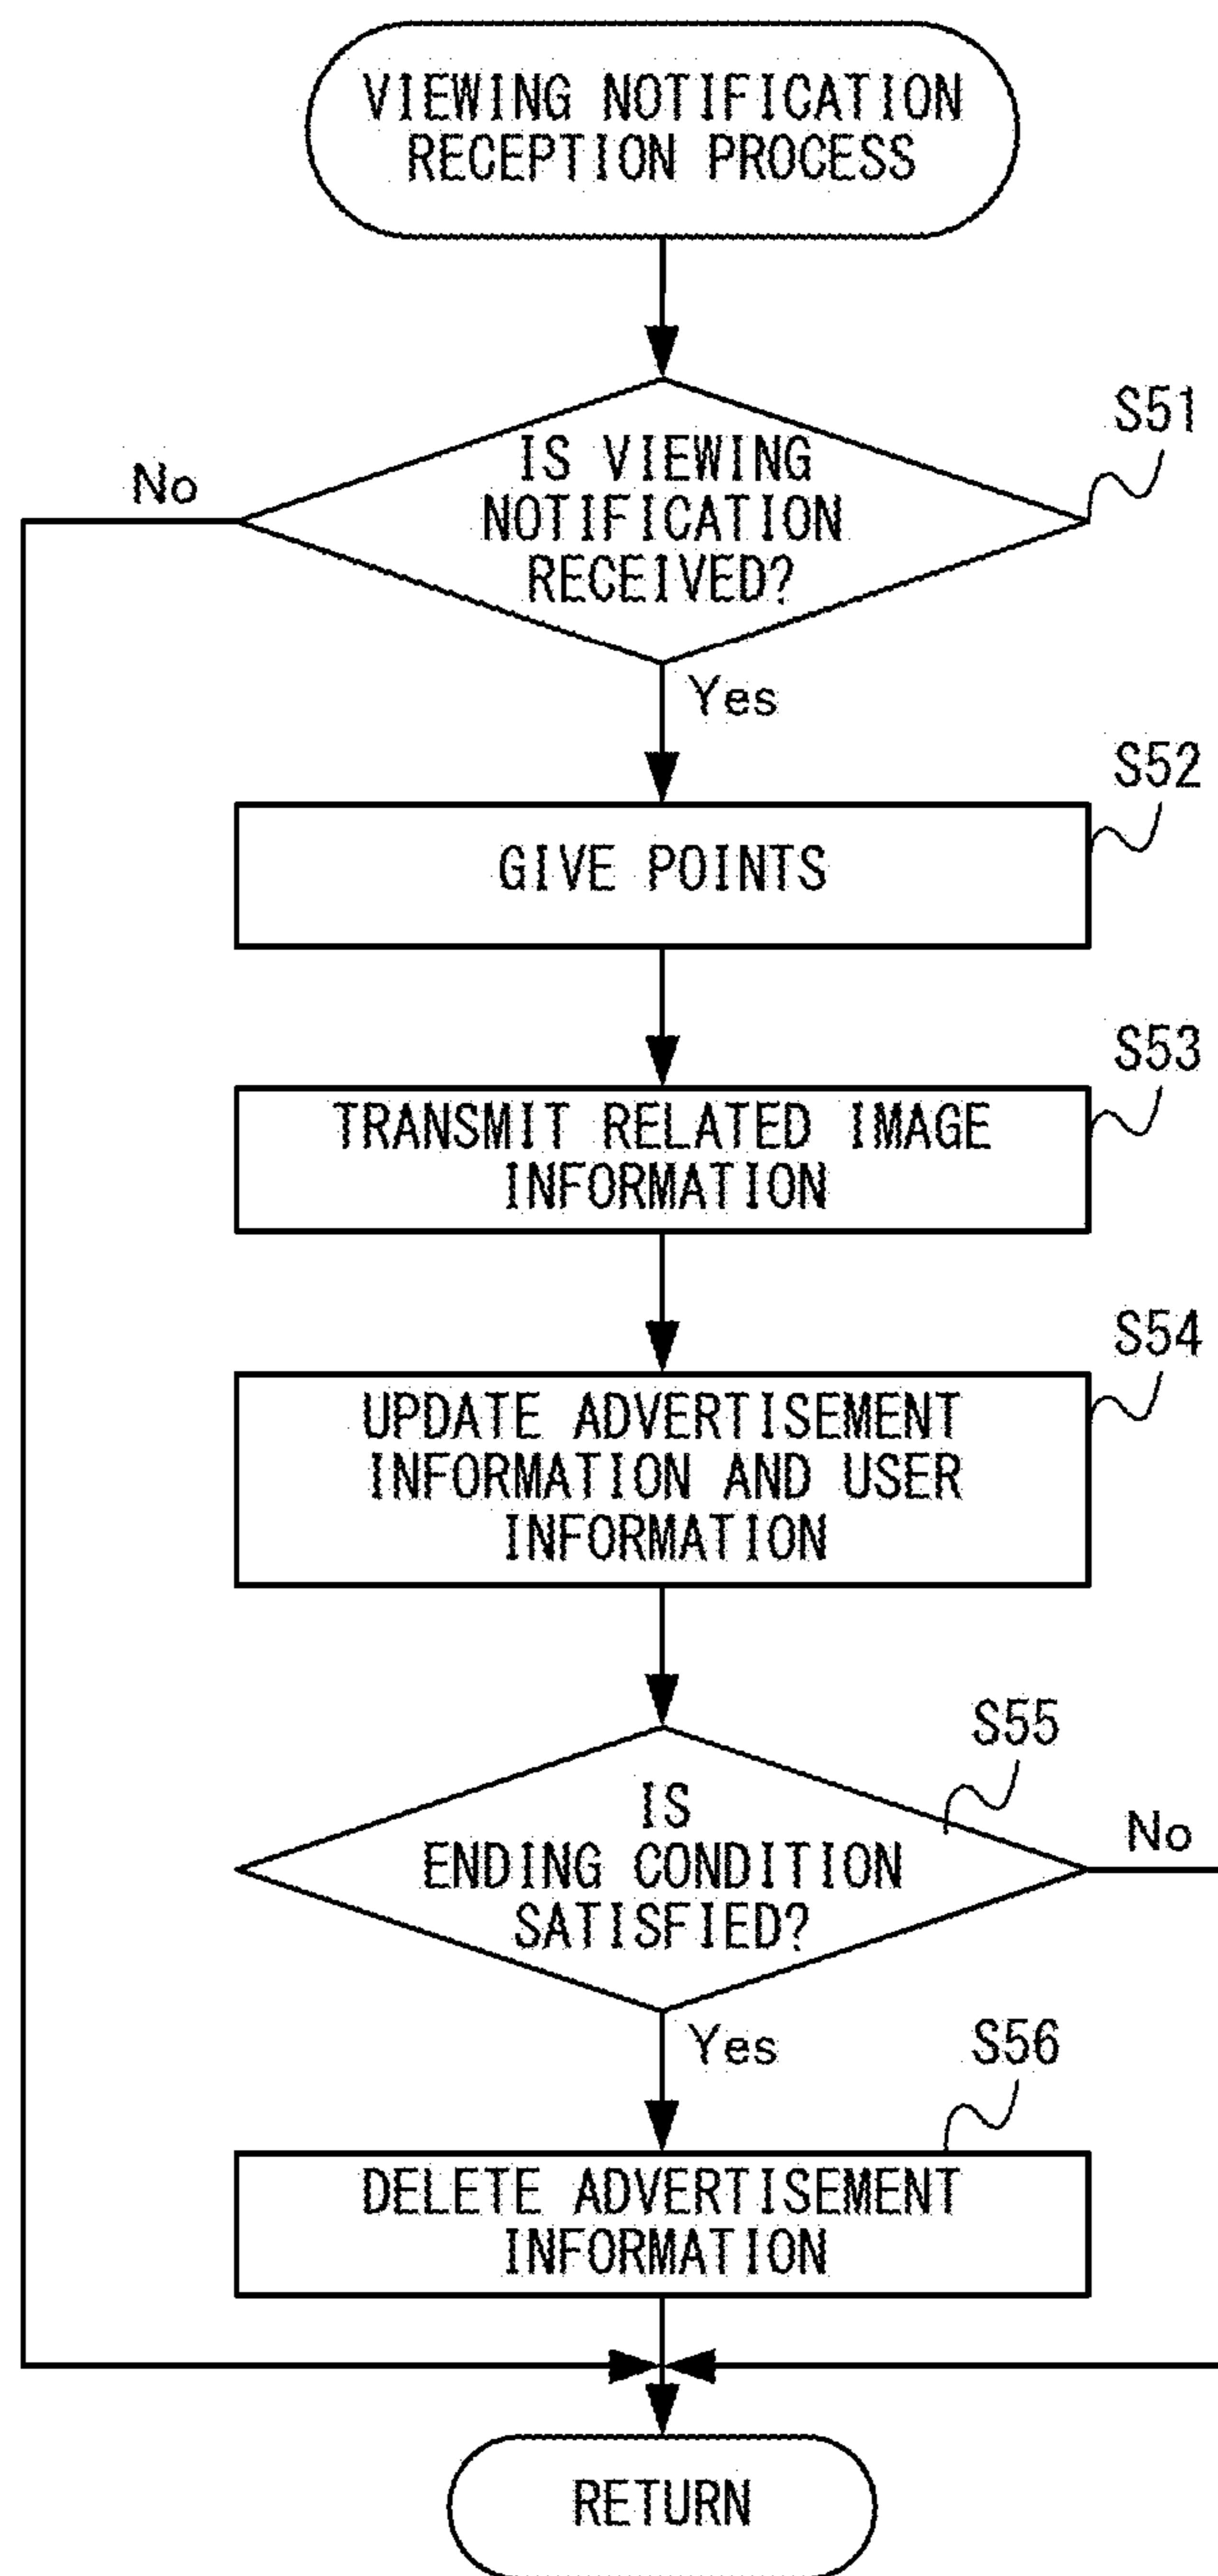 VIEWING NOTIFICATION
RECEPTION PROCESS
S51
No
IS VIEWING
NOTIFICATION
RECEIVED?
Yes
S52
GIVE POINTS
S53
TRANSMIT RELATED IMAGE
INFORMATION
S54
UPDATE ADVERTISEMENT
INFORMATION AND USER
INFORMATION
S55
IS
ENDING CONDITION
SATISFIED?
No
Yes
S56
DELETE ADVERTISEMENT
INFORMATION
RETURN